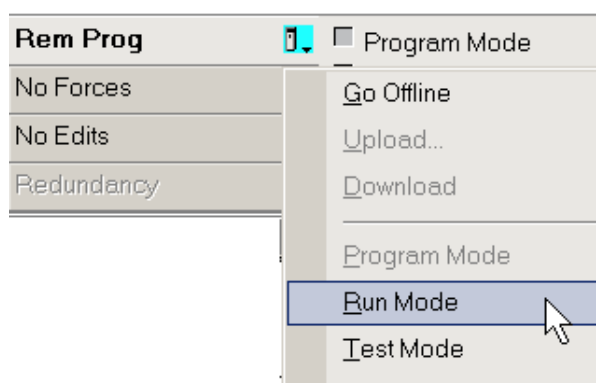 Rem Prog
Program Mode
No Forces
No Edits
Redundancy
Go Offline
Upload...
Download
Program Mode
Run Mode
Test Mode